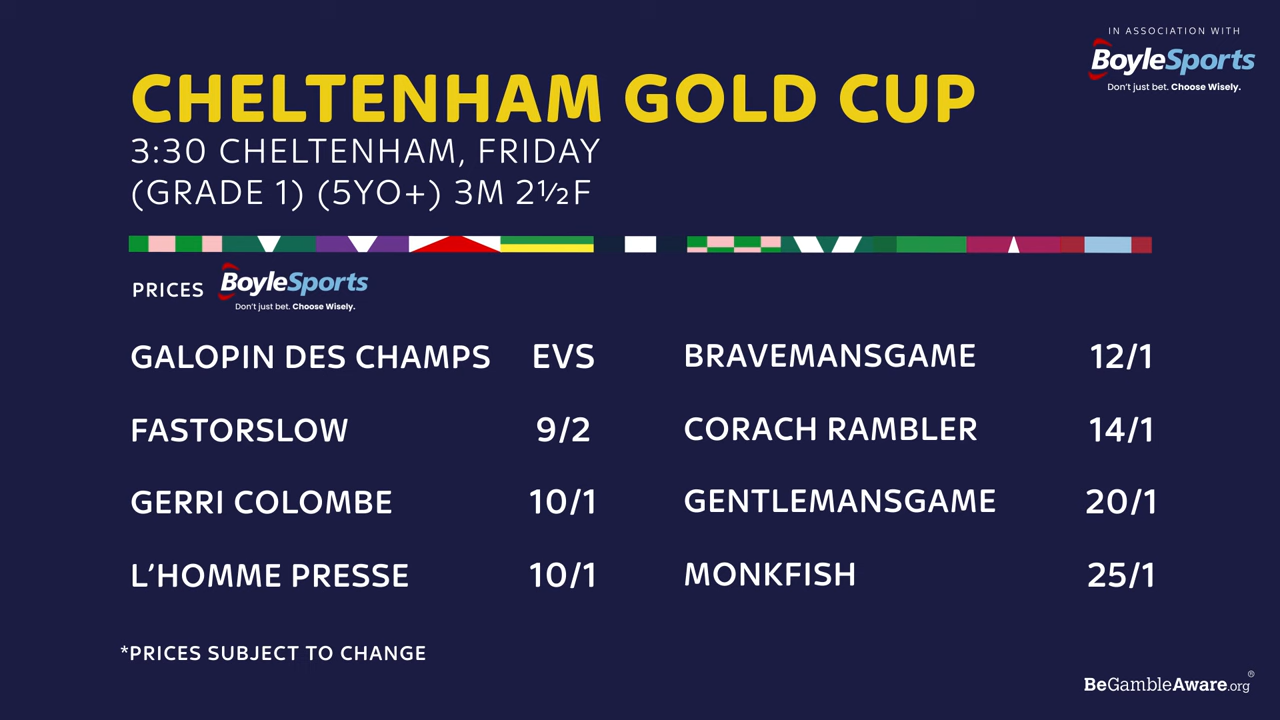 IN ASSOCIATION WITH
BoyleSports
Don't just bet. Choose Wisely.
CHELTENHAM GOLD CUP
3:30 CHELTENHAM, FRIDAY
(GRADE 1) (5YO+) 3M 2½F
PRICES BoyleSports
Don't just bet. Choose Wisely.
GALOPIN DES CHAMPS EVS
FASTORSLOW 9/2
GERRI COLOMBE 10/1
L'HOMME PRESSE 10/1
BRAVEMANSGAME 12/1
CORACH RAMBLER 14/1
GENTLEMANSGAME 20/1
MONKFISH 25/1
*PRICES SUBJECT TO CHANGE
BeGambleAware.org®